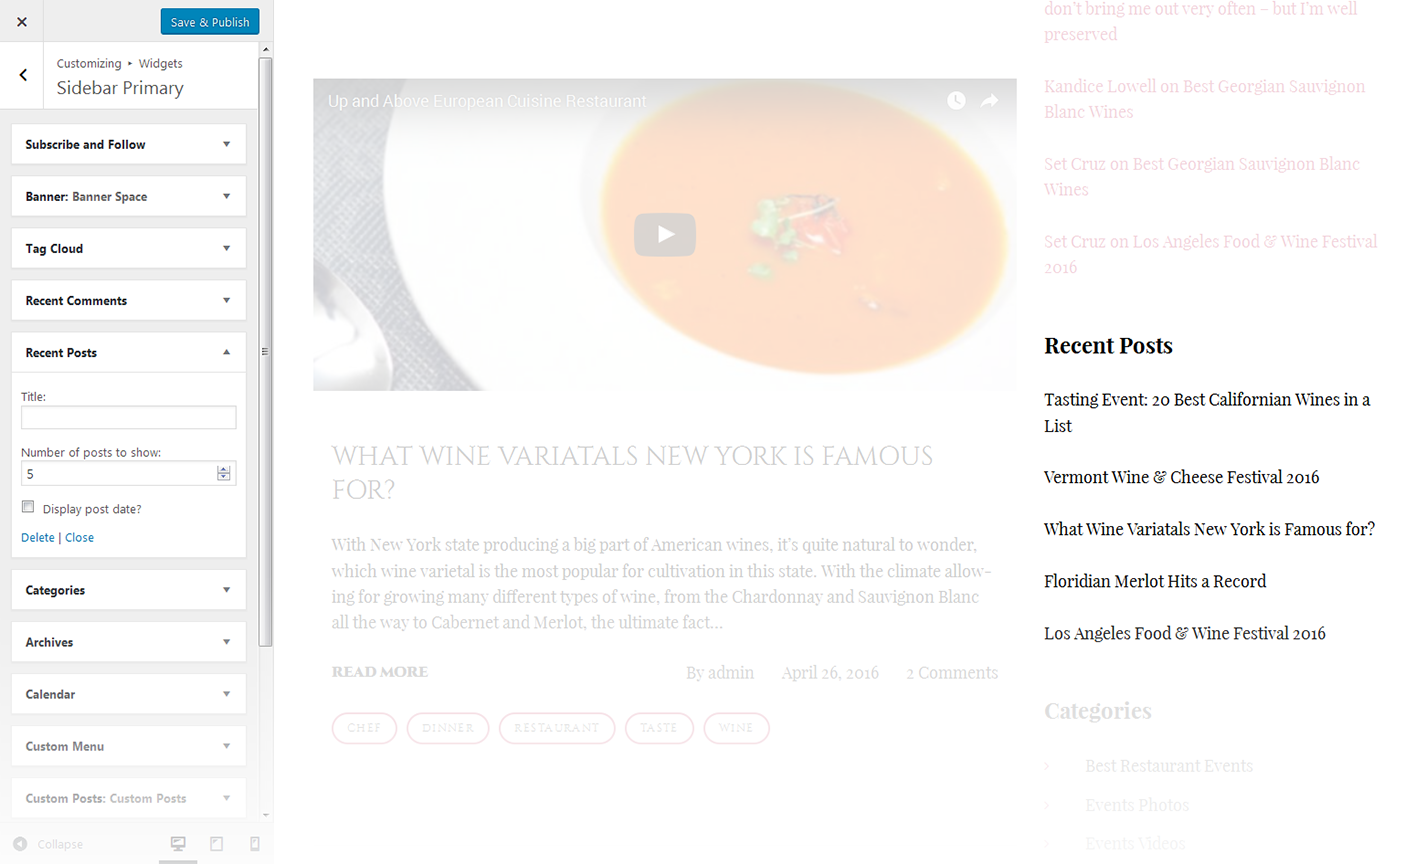 Save & Publish
Customizing ▸ Widgets
Sidebar Primary
Subscribe and Follow
Banner: Banner Space
Tag Cloud
Recent Comments
Recent Posts
Title:
Number of posts to show:
5
Display post date?
Delete | Close
Categories
Archives
Calendar
Custom Menu
Custom Posts: Custom Posts
Collapse
Up and Above European Cuisine Restaurant
WHAT WINE VARIATALS NEW YORK IS FAMOUS
FOR?
With New York state producing a big part of American wines, it's quite natural to wonder,
which wine varietal is the most popular for cultivation in this state. With the climate allow-
ing for growing many different types of wine, from the Chardonnay and Sauvignon Blanc
all the way to Cabernet and Merlot, the ultimate fact...
READ MORE
By admin April 26, 2016 2 Comments
CHEF DINNER RESTAURANT TASTE WINE
don't bring me out very often – but I'm well
preserved
Kandice Lowell on Best Georgian Sauvignon
Blanc Wines
Set Cruz on Best Georgian Sauvignon Blanc
Wines
Set Cruz on Los Angeles Food & Wine Festival
2016
Recent Posts
Tasting Event: 20 Best Californian Wines in a
List
Vermont Wine & Cheese Festival 2016
What Wine Variatals New York is Famous for?
Floridian Merlot Hits a Record
Los Angeles Food & Wine Festival 2016
Categories
Best Restaurant Events
Events Photos
Events Videos